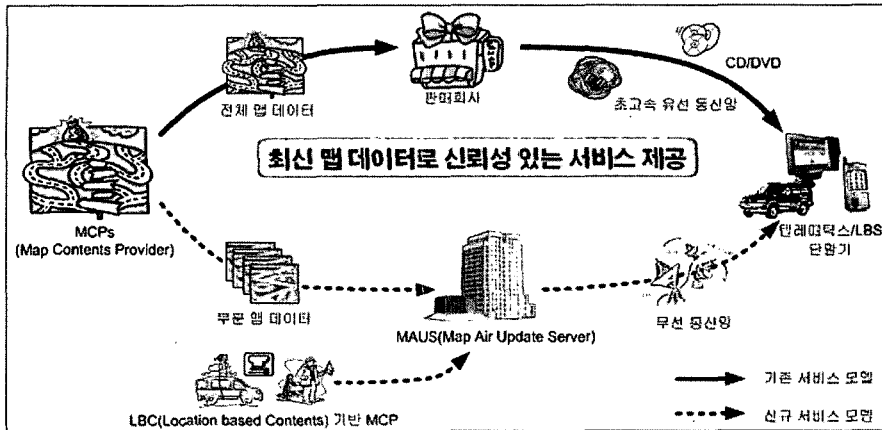 CD/DVD
전체 맵 데이터
판매회사
초고속 유선 통신망
최신 맵 데이터로 신뢰성 있는 서비스 제공
MCPs
(Map Contents Provider)
텔레매틱스/LBS
단말기
부분 맵 데이터
MAUS(Map Air Update Server)
무선 통신망
LBC(Location based Contents) 기반 MCP
기존 서비스 모델
신규 서비스 모델